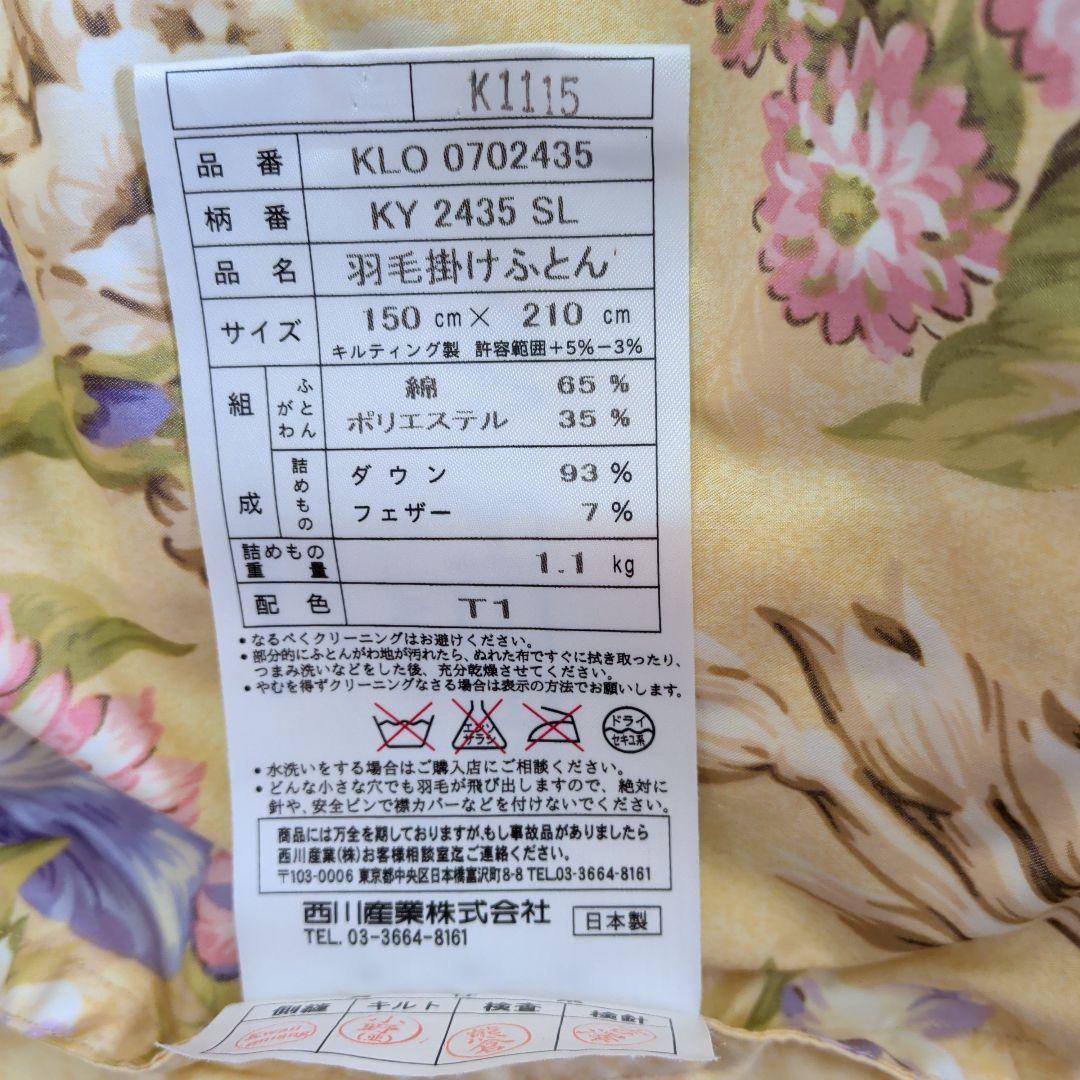 K1115
品番 KLO 0702435
柄番 KY 2435 SL
品名 羽毛掛けふとん
サイズ 150 cm× 210 cm
キルティング製 許容範囲+5%−3%
組成 ふとんがわ 綿 65 %
ポリエステル 35 %
詰めもの ダウン 93 %
フェザー 7 %
詰めもの重量 1.1 kg
配色 T1
•なるべくクリーニングはお避けください。
•部分的にふとんがわ地が汚れたら、ぬれた布ですぐに拭き取ったり、
つまみ洗いなどをした後、充分乾燥させてください。
•やむを得ずクリーニングなさる場合は表示の方法でお願いします。
エンソサラシ
ドライ
セキユ系
•水洗いをする場合はご購入店にご相談ください。
•どんな小さな穴でも羽毛が飛び出しますので、絶対に
針や、安全ピンで襟カバーなどを付けないでください。
商品には万全を期しておりますが、もし事故品がありましたら
西川産業(株)お客様相談室迄ご連絡ください。
〒103-0006 東京都中央区日本橋富沢町8-8 TEL.03-3664-8161
西川産業株式会社 日本製
TEL. 03-3664-8161
側縫 キルト 検査 検針